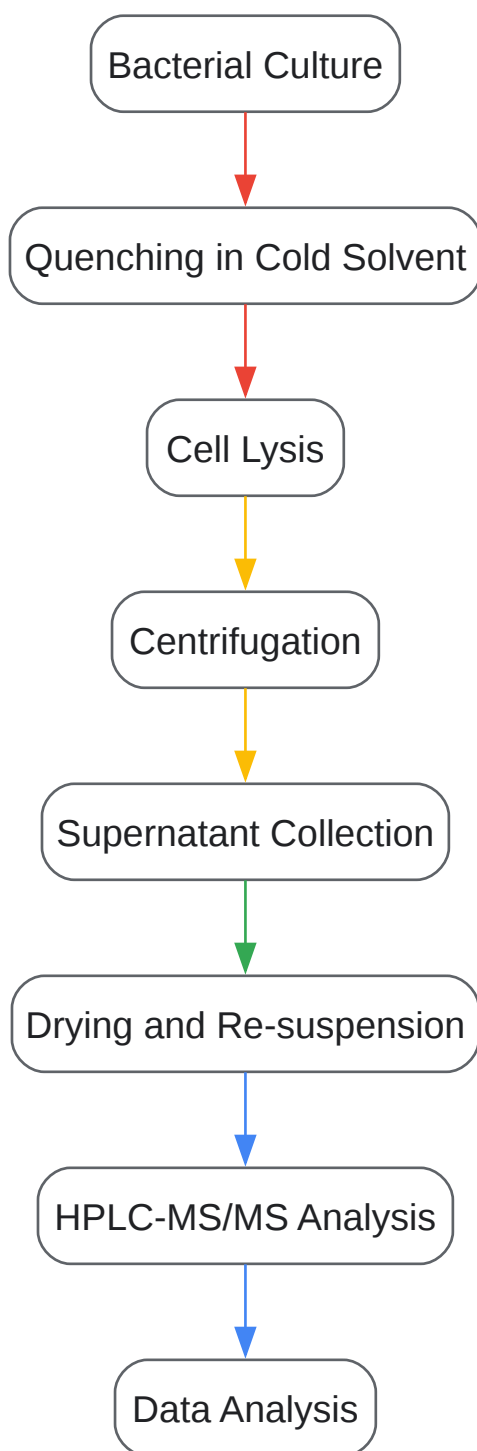 Bacterial Culture
Quenching in Cold Solvent
Cell Lysis
Centrifugation
Supernatant Collection
Drying and Re-suspension
HPLC-MS/MS Analysis
Data Analysis